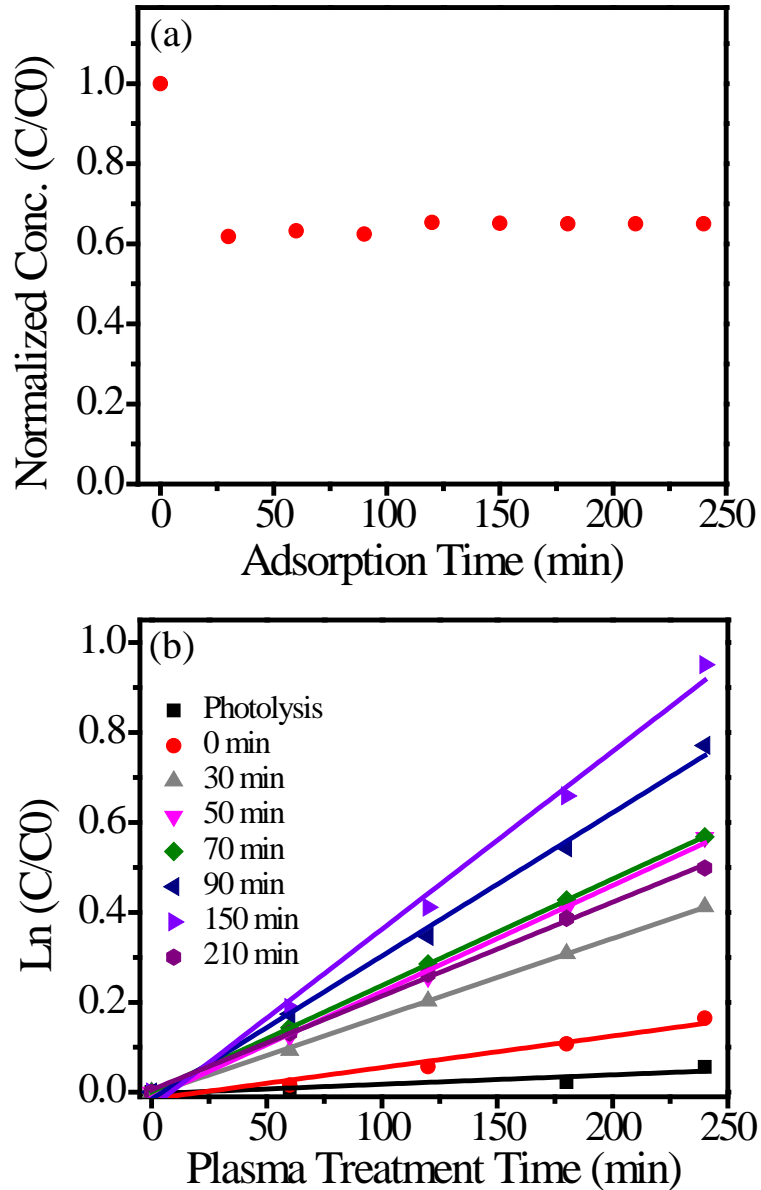 (a)
Normalized Conc. (C/C0)
1.0
0.8
0.6
0.4
0.2
0.0
0 50 100 150 200 250
Adsorption Time (min)
(b)
Ln (C/C0)
1.0
0.8
0.6
0.4
0.2
0.0
Photolysis
0 min
30 min
50 min
70 min
90 min
150 min
210 min
0 50 100 150 200 250
Plasma Treatment Time (min)